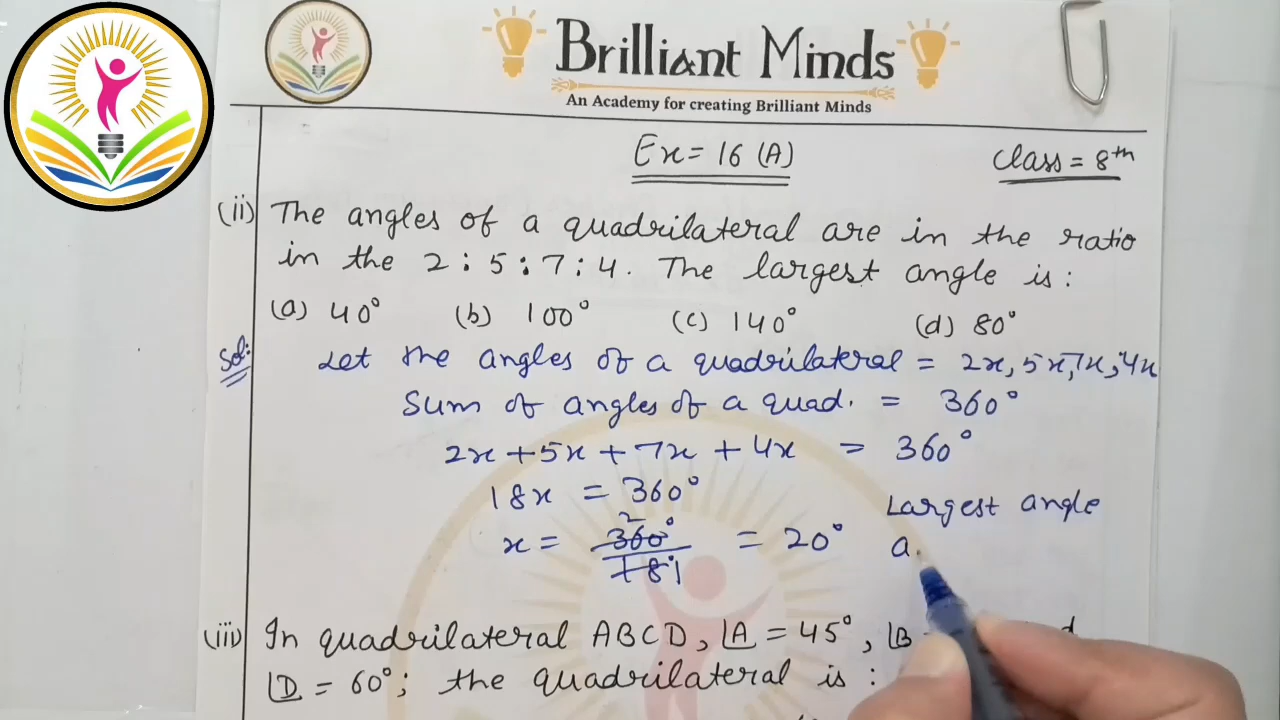 Brilliant Minds
An Academy for creating Brilliant Minds
Ex = 16 (A)
Class = 8th
(ii) The angles of a quadrilateral are in the ratio
in the 2 : 5 : 7 : 4. The largest angle is :
(a) 40° (b) 100° (c) 140° (d) 80°
Sol: Let the angles of a quadrilateral = 2x, 5x, 7x, 4x
Sum of angles of a quad. = 360°
2x + 5x + 7x + 4x = 360°
18x = 360°
Largest angle
2
x = 360°/18 = 20°
1
a
(iii) In quadrilateral ABCD, ∠A = 45°, ∠B
∠D = 60°; the quadrilateral is :